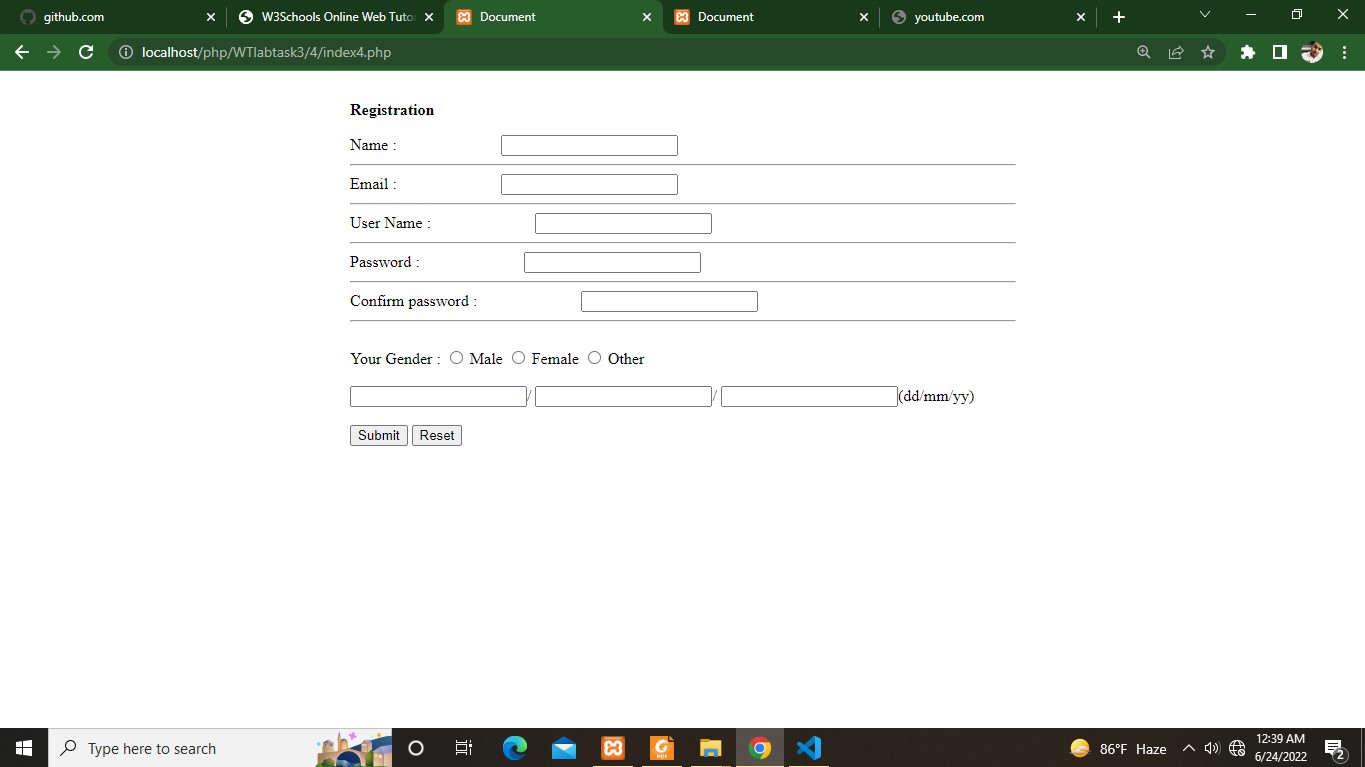 github.com
W3Schools Online Web Tuto
Document
Document
youtube.com
localhost/php/WTlabtask3/4/index4.php
Registration
Name :
Email :
User Name :
Password :
Confirm password :
Your Gender : Male Female Other
/ / (dd/mm/yy)
Submit Reset
Type here to search
86°F Haze
12:39 AM
6/24/2022
2